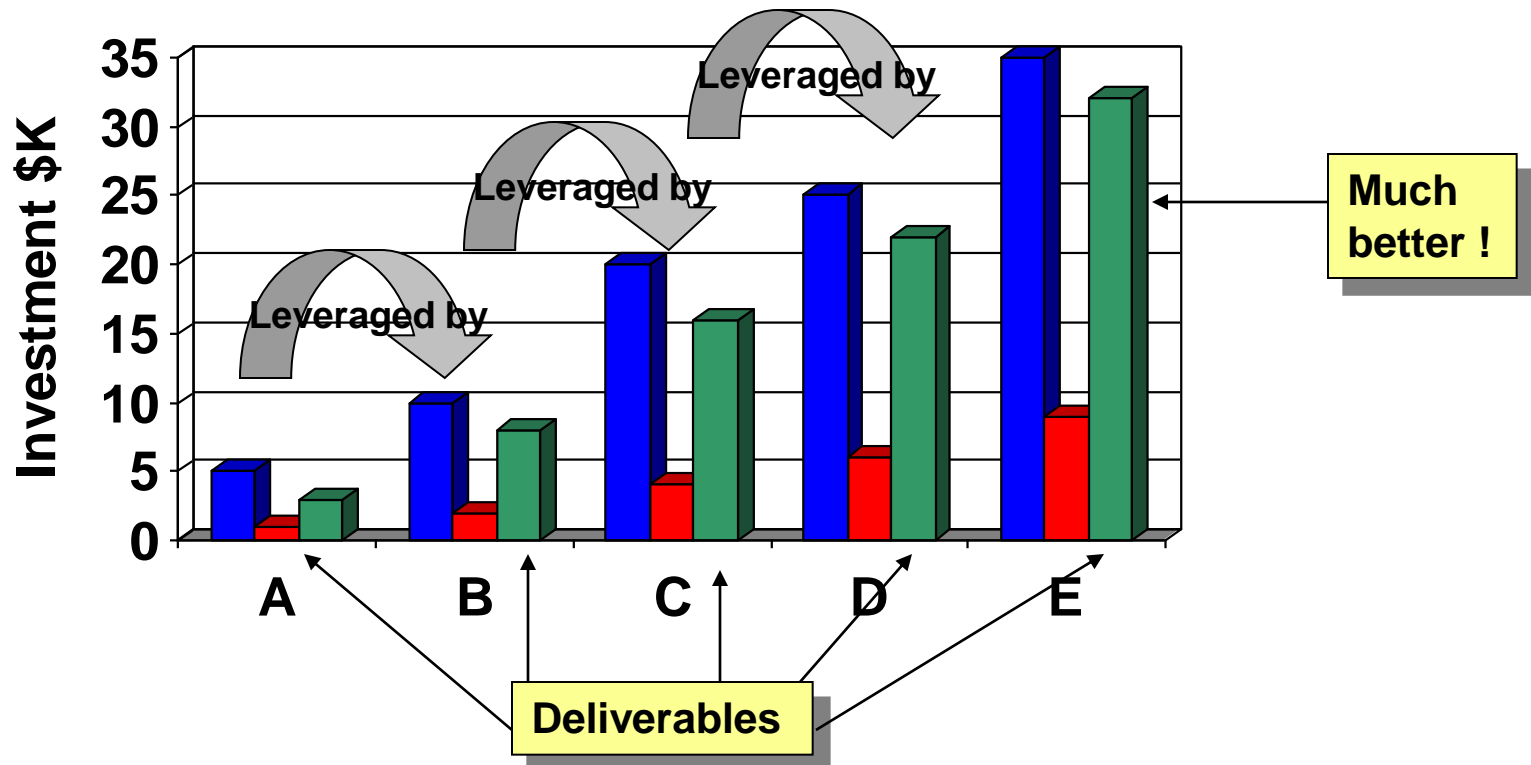 Investment $K
35
30
25
20
15
10
5
0
Leveraged by
Leveraged by
Leveraged by
Much
better !
A B C D E
Deliverables